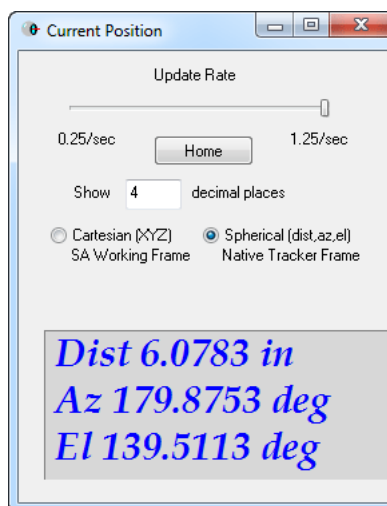 Current Position
Update Rate
0.25/sec
1.25/sec
Home
Show 4 decimal places
Cartesian (XYZ) Spherical (dist,az,el)
SA Working Frame Native Tracker Frame
Dist 6.0783 in
Az 179.8753 deg
El 139.5113 deg